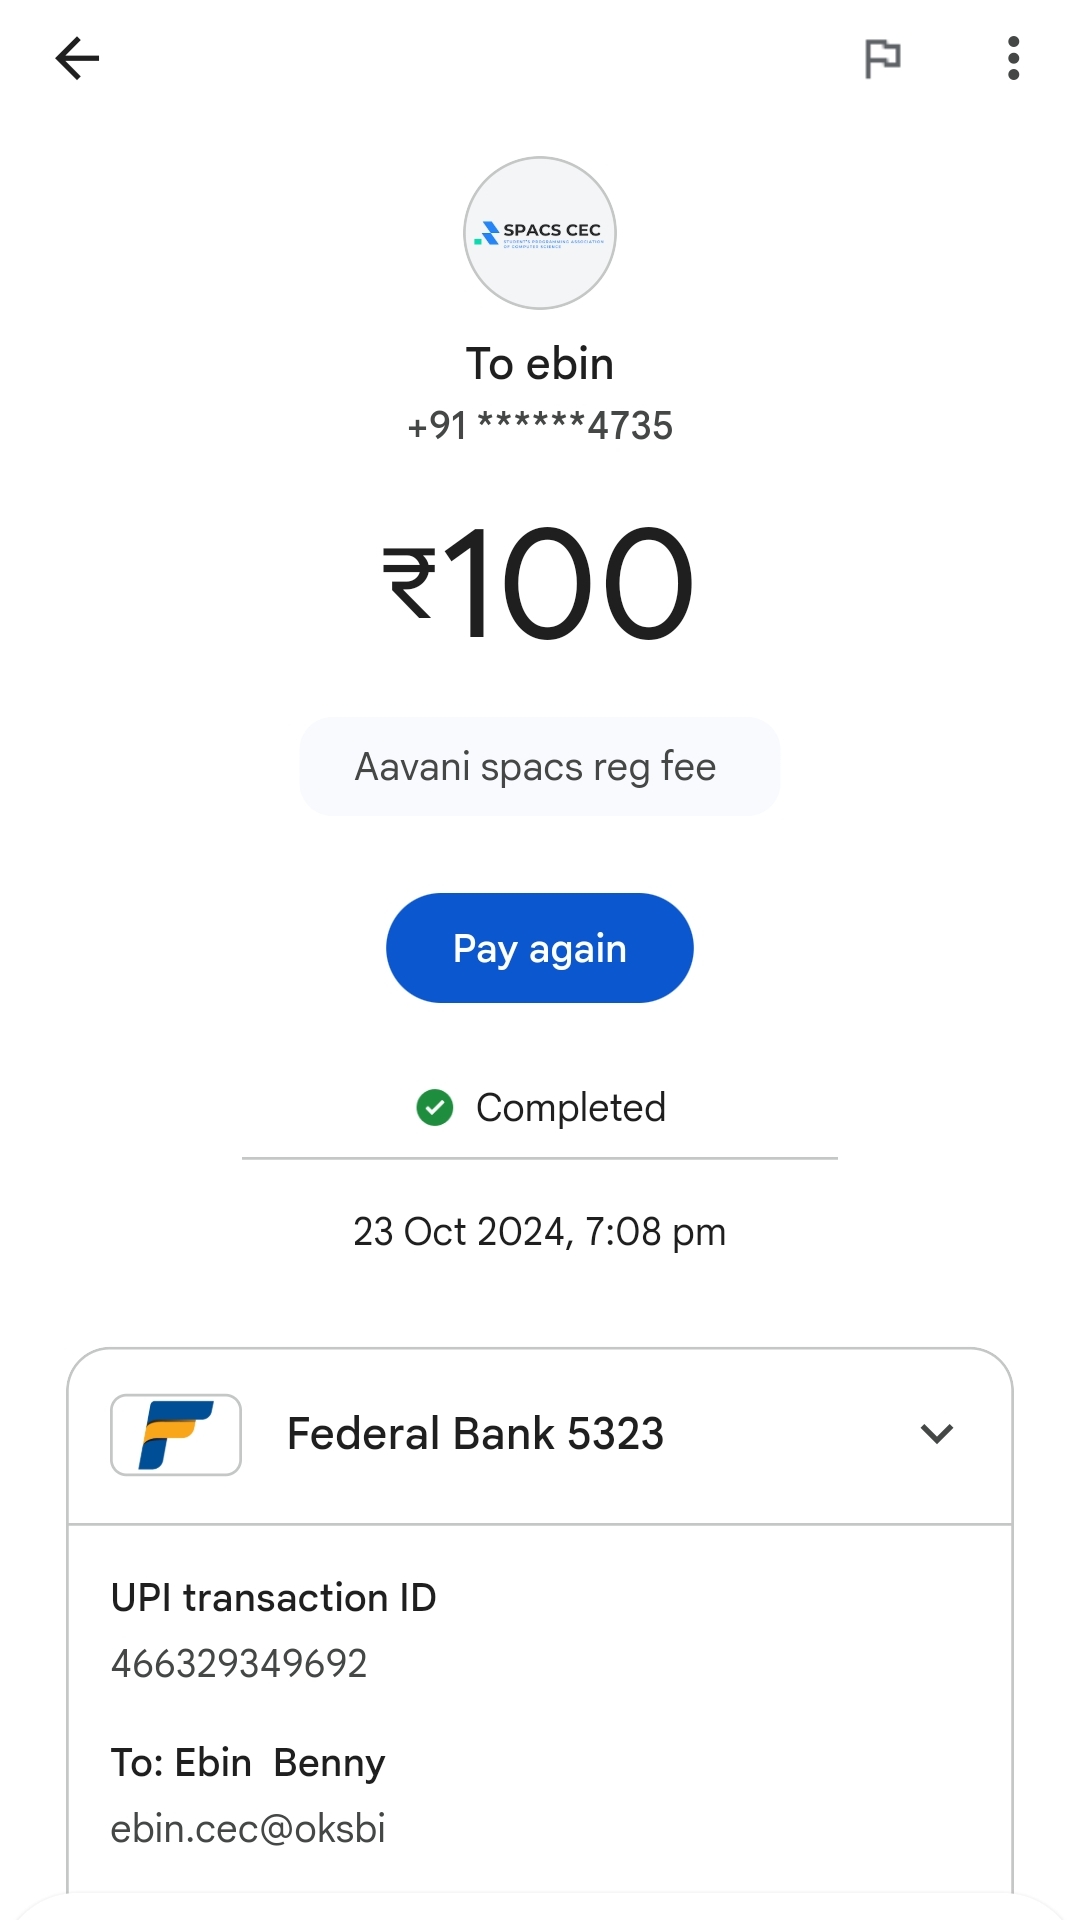 SPACS CEC
STUDENT'S PROGRAMMING ASSOCIATION
OF COMPUTER SCIENCE
To ebin
+91 ******4735
₹100
Aavani spacs reg fee
Pay again
Completed
23 Oct 2024, 7:08 pm
Federal Bank 5323
UPI transaction ID
466329349692
To: Ebin  Benny
ebin.cec@oksbi